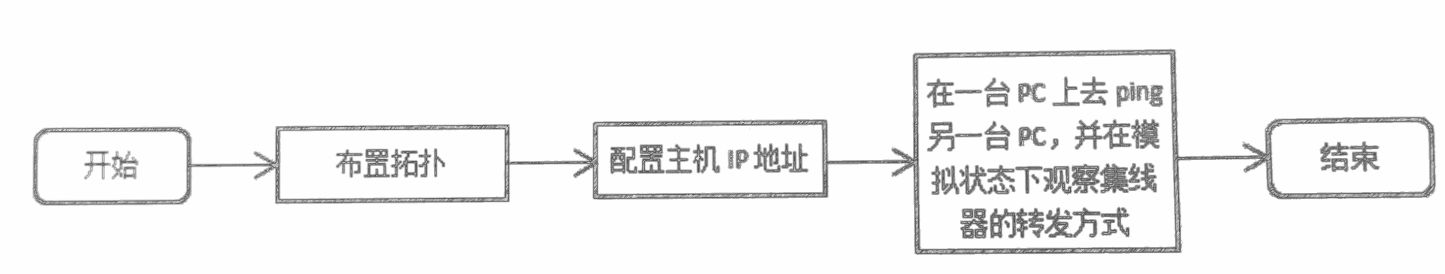 开始
布置拓扑
配置主机 IP 地址
在一台 PC 上去 ping
另一台 PC，并在模
拟状态下观察集线
器的转发方式
结束